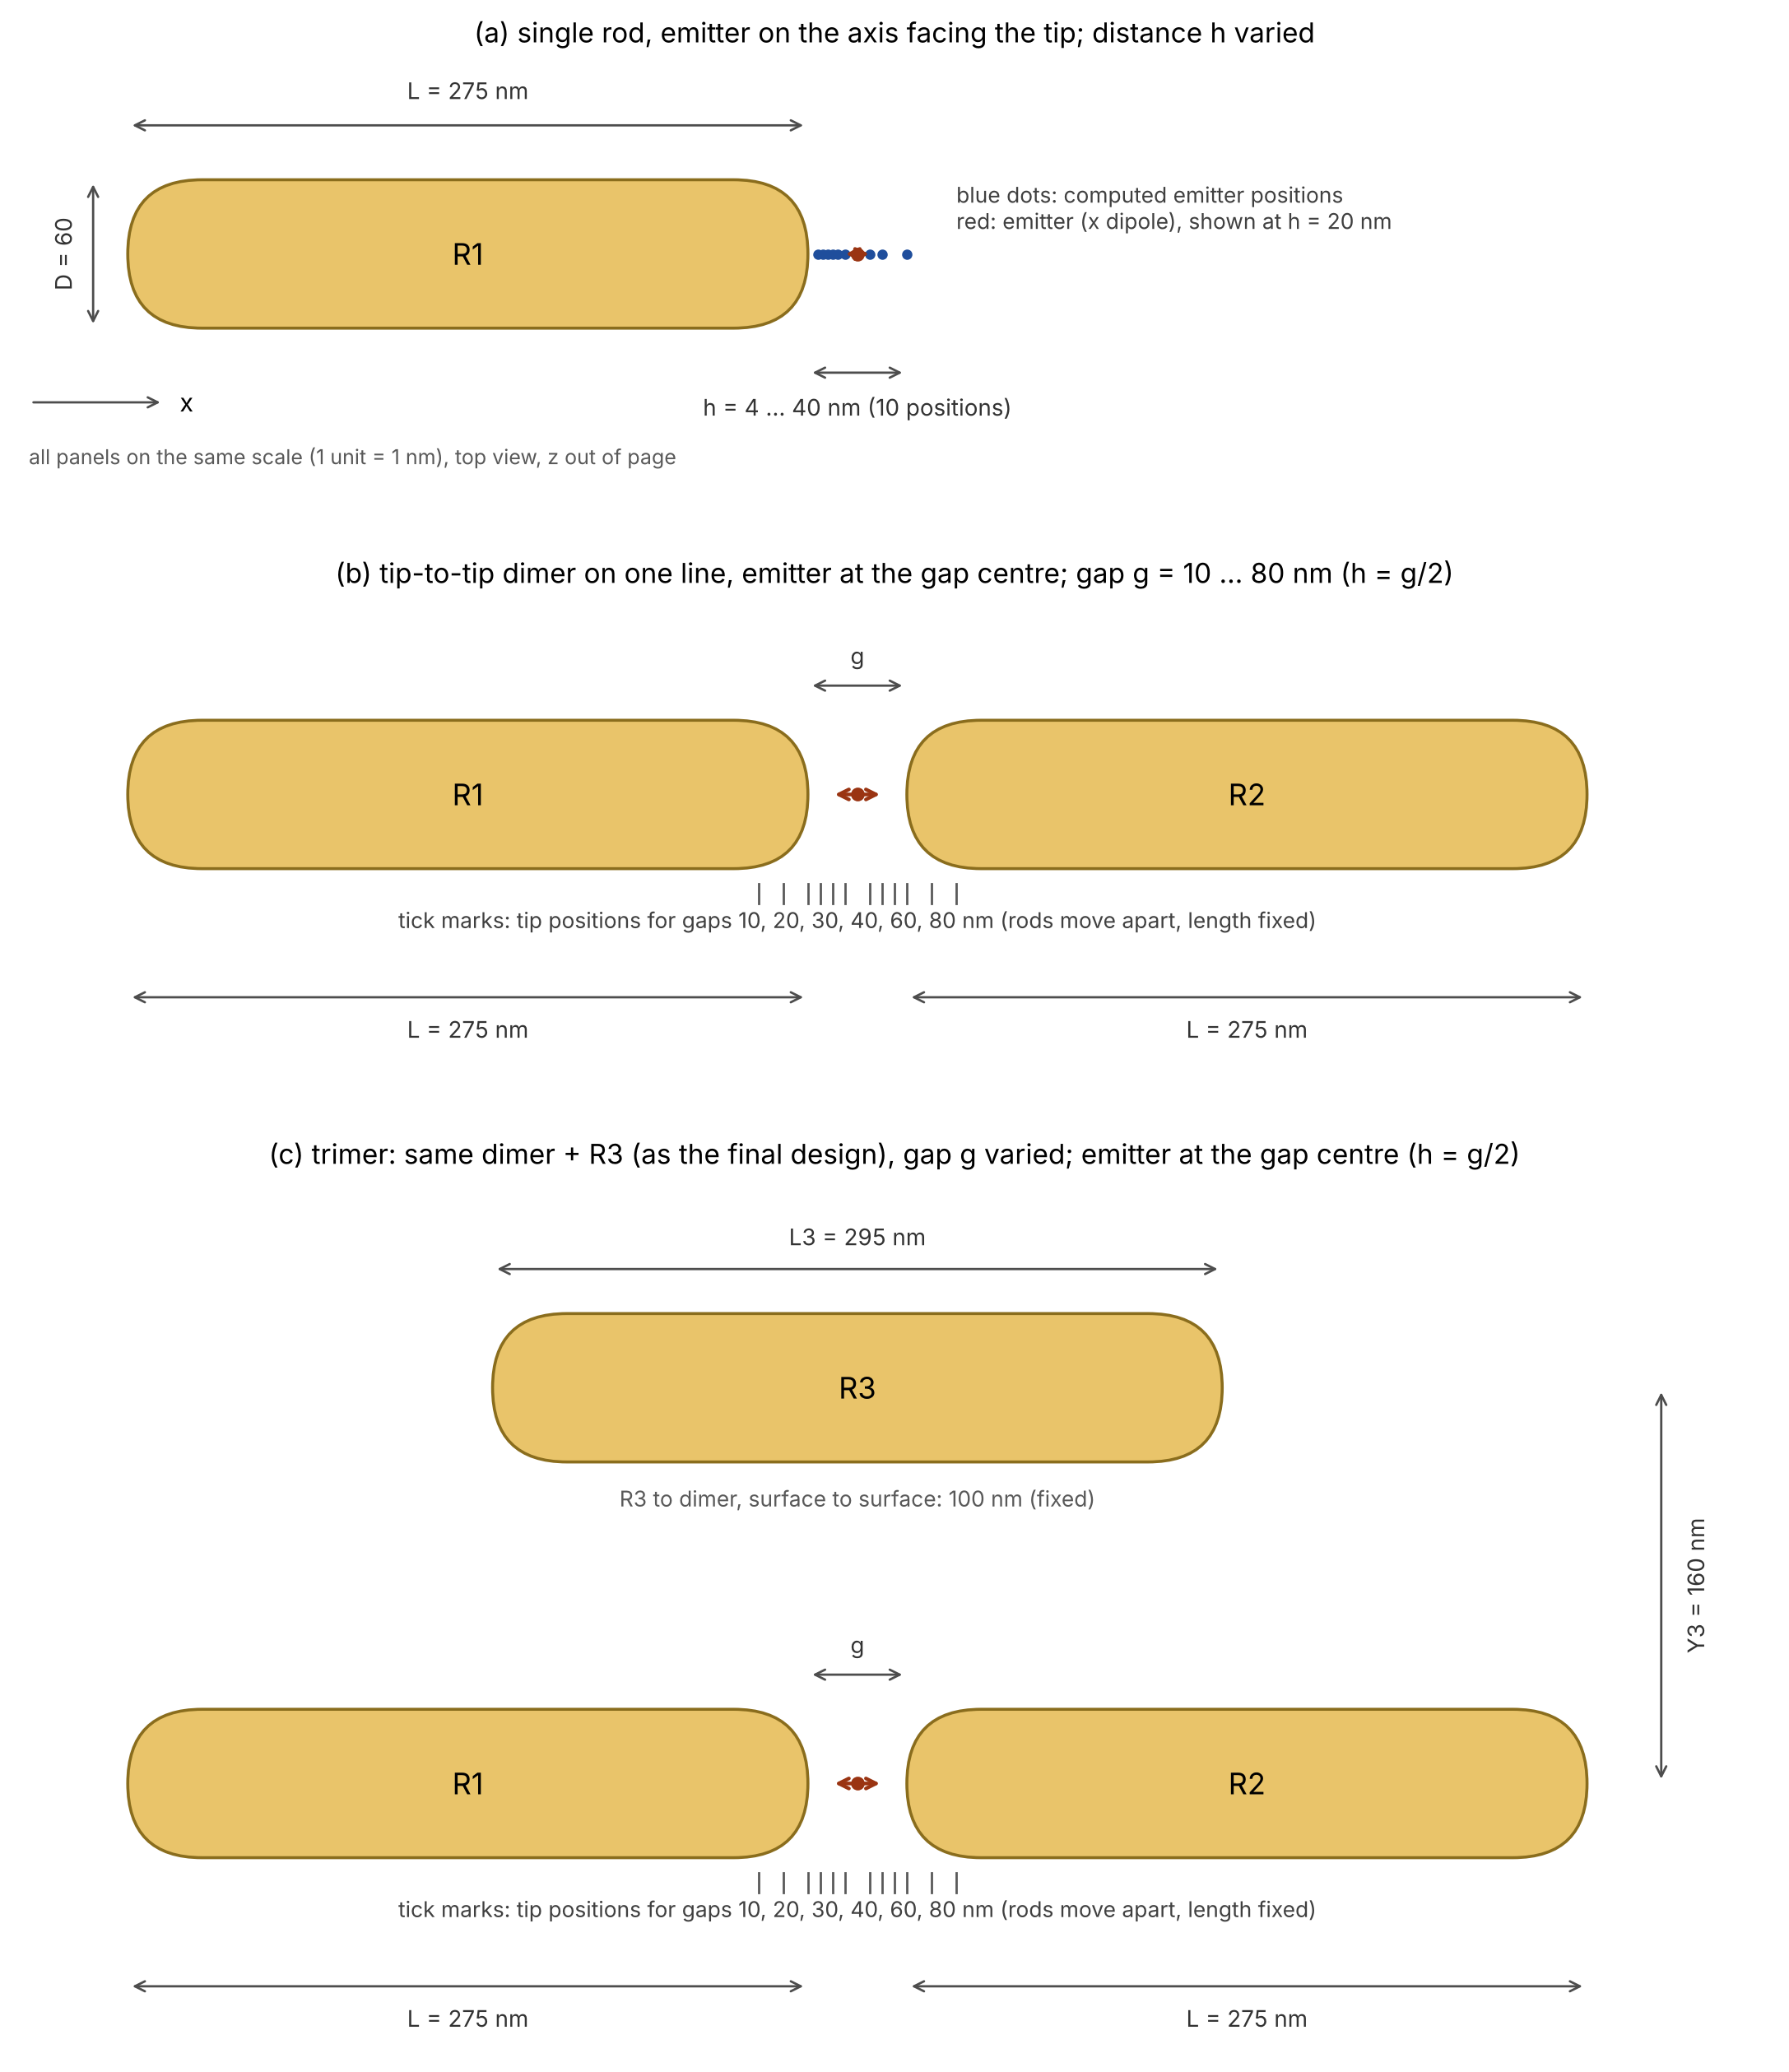 (a) single rod, emitter on the axis facing the tip; distance h varied
L = 275 nm
blue dots: computed emitter positions
red: emitter (x dipole), shown at h = 20 nm
D = 60
R1
x
h = 4 ... 40 nm (10 positions)
all panels on the same scale (1 unit = 1 nm), top view, z out of page
(b) tip-to-tip dimer on one line, emitter at the gap centre; gap g = 10 ... 80 nm (h = g/2)
g
R1
R2
tick marks: tip positions for gaps 10, 20, 30, 40, 60, 80 nm (rods move apart, length fixed)
L = 275 nm
L = 275 nm
(c) trimer: same dimer + R3 (as the final design), gap g varied; emitter at the gap centre (h = g/2)
L3 = 295 nm
R3
R3 to dimer, surface to surface: 100 nm (fixed)
Y3 = 160 nm
g
R1
R2
tick marks: tip positions for gaps 10, 20, 30, 40, 60, 80 nm (rods move apart, length fixed)
L = 275 nm
L = 275 nm